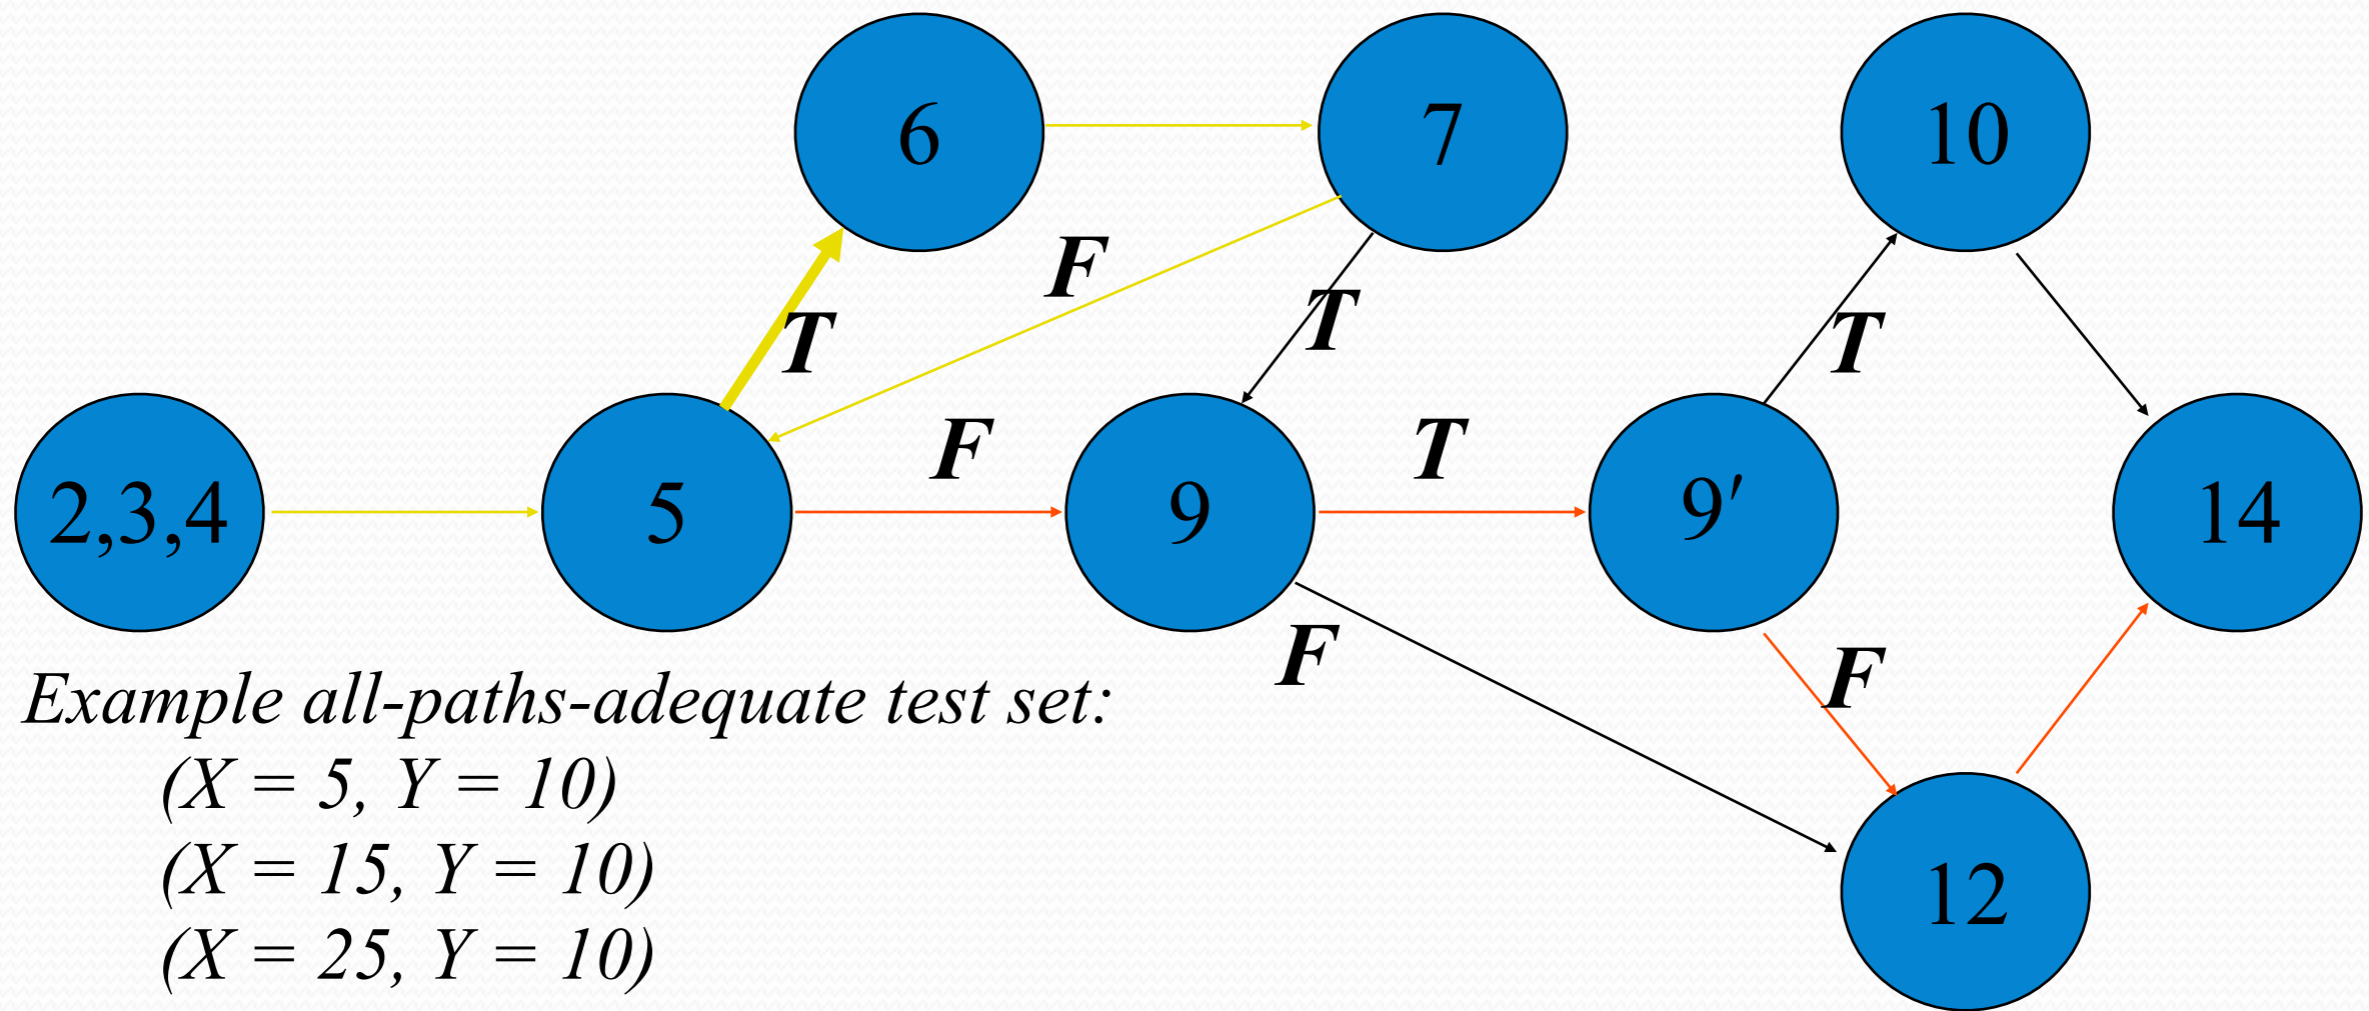 6
7
10
F
T
T
T
F
T
2,3,4
5
9
9′
14
F
F
Example all-paths-adequate test set:
(X = 5, Y = 10)
(X = 15, Y = 10)
(X = 25, Y = 10)
12